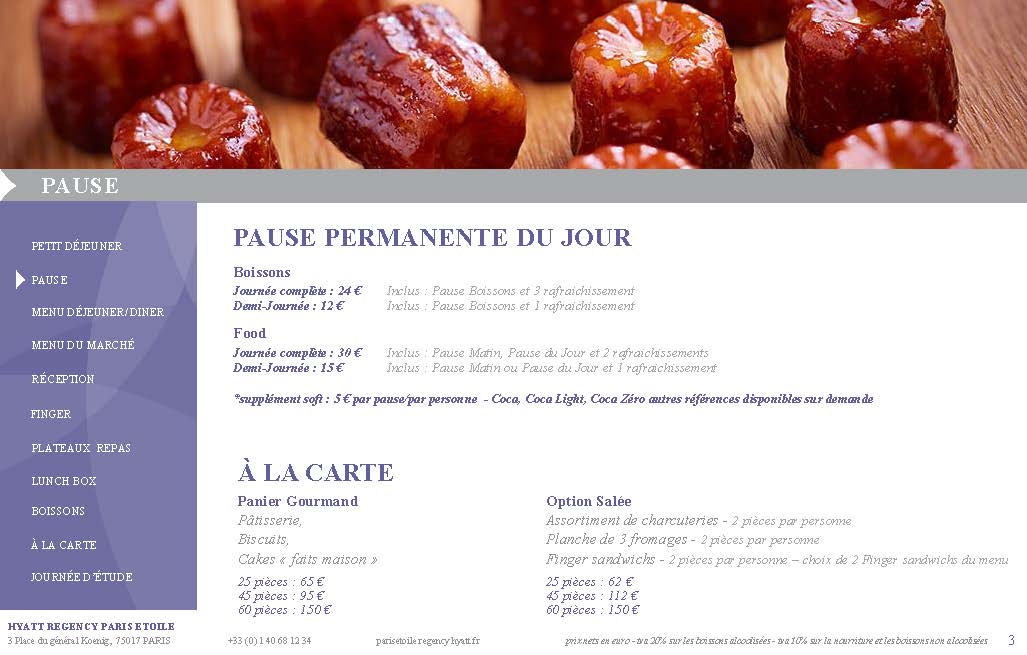 PAUSE
PETIT DÉJEUNER
PAUSE
MENU DÉJEUNER/DINER
MENU DU MARCHÉ
RÉCEPTION
FINGER
PLATEAUX REPAS
LUNCH BOX
BOISSONS
À LA CARTE
JOURNÉE D'ÉTUDE
PAUSE PERMANENTE DU JOUR
Boissons
Journée complète : 24 € Inclus : Pause Boissons et 3 rafraichissement
Demi-Journée : 12 € Inclus : Pause Boissons et 1 rafraichissement
Food
Journée complète : 30 € Inclus : Pause Matin, Pause du Jour et 2 rafraichissements
Demi-Journée : 15 € Inclus : Pause Matin ou Pause du Jour et 1 rafraichissement
*supplément soft : 5 € par pause/par personne - Coca, Coca Light, Coca Zéro autres références disponibles sur demande
À LA CARTE
Panier Gourmand
Pâtisserie,
Biscuits,
Cakes « faits maison »
25 pièces : 65 €
45 pièces : 95 €
60 pièces : 150 €
Option Salée
Assortiment de charcuteries - 2 pièces par personne
Planche de 3 fromages - 2 pièces par personne
Finger sandwichs - 2 pièces par personne – choix de 2 Finger sandwichs du menu
25 pièces : 62 €
45 pièces : 112 €
60 pièces : 150 €
HYATT REGENCY PARIS ETOILE
3 Place du général Koenig, 75017 PARIS +33 (0) 1 40 68 12 34 parisetoile.regency.hyatt.fr prix nets en euro - tva 20% sur les boissons alcoolisées - tva 10% sur la nourriture et les boissons non alcoolisées 3